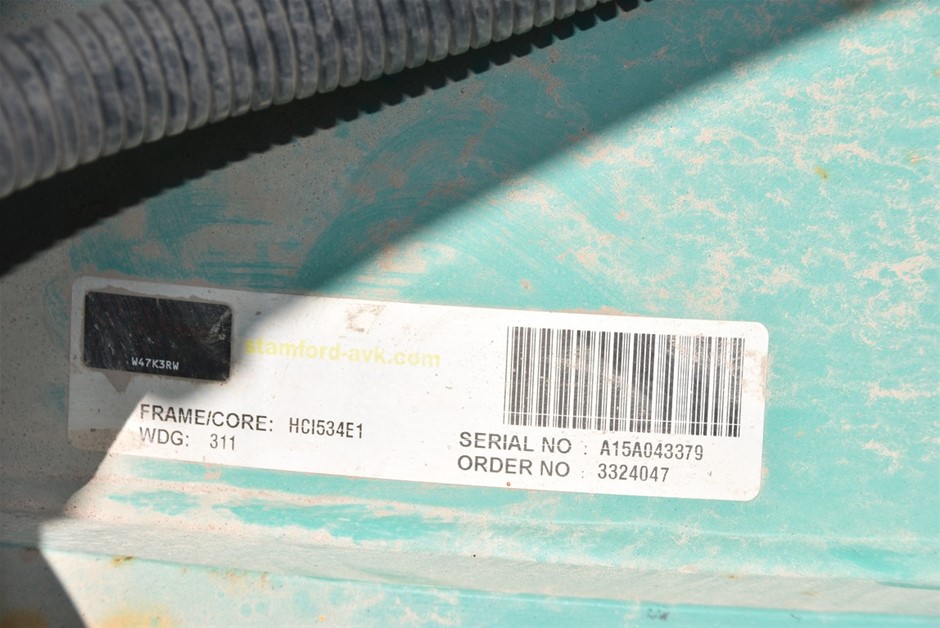 W47K3RW
stamford-avk.com
FRAME/CORE: HCI534E1
WDG: 311
SERIAL NO : A15A043379
ORDER NO : 3324047